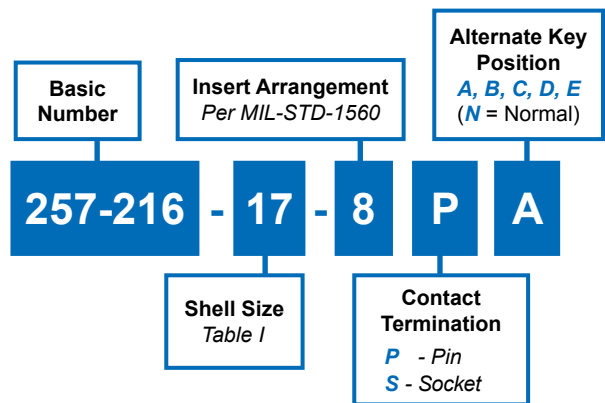 Basic
Number
Insert Arrangement
Per MIL-STD-1560
Alternate Key
Position
A, B, C, D, E
(N = Normal)
257-216 - 17 - 8 P A
Shell Size
Table I
Contact
Termination
P - Pin
S - Socket